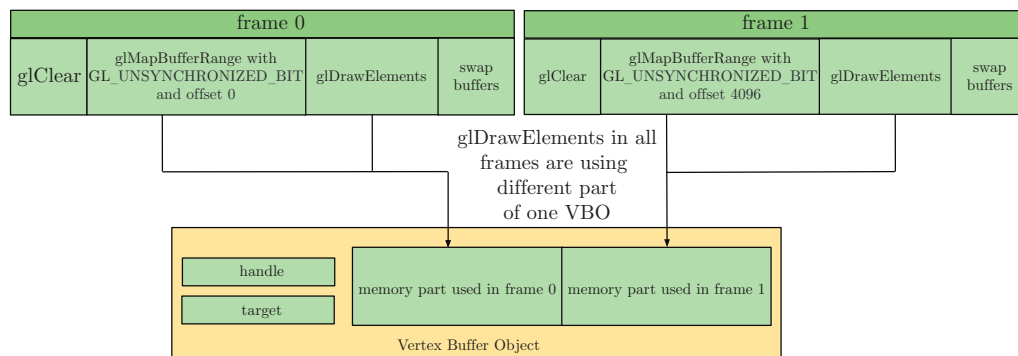 frame 0
glClear
glMapBufferRange with
GL_UNSYNCHRONIZED_BIT
and offset 0
glDrawElements
swap
buffers
frame 1
glClear
glMapBufferRange with
GL_UNSYNCHRONIZED_BIT
and offset 4096
glDrawElements
swap
buffers
glDrawElements in all
frames are using
different part
of one VBO
handle
target
memory part used in frame 0
memory part used in frame 1
Vertex Buffer Object